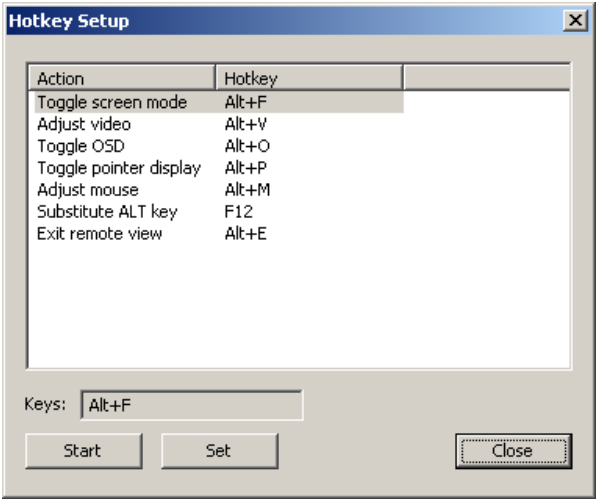 Hotkey Setup
Action Hotkey
Toggle screen mode Alt+F
Adjust video Alt+V
Toggle OSD Alt+O
Toggle pointer display Alt+P
Adjust mouse Alt+M
Substitute ALT key F12
Exit remote view Alt+E
Keys: Alt+F
Start Set Close